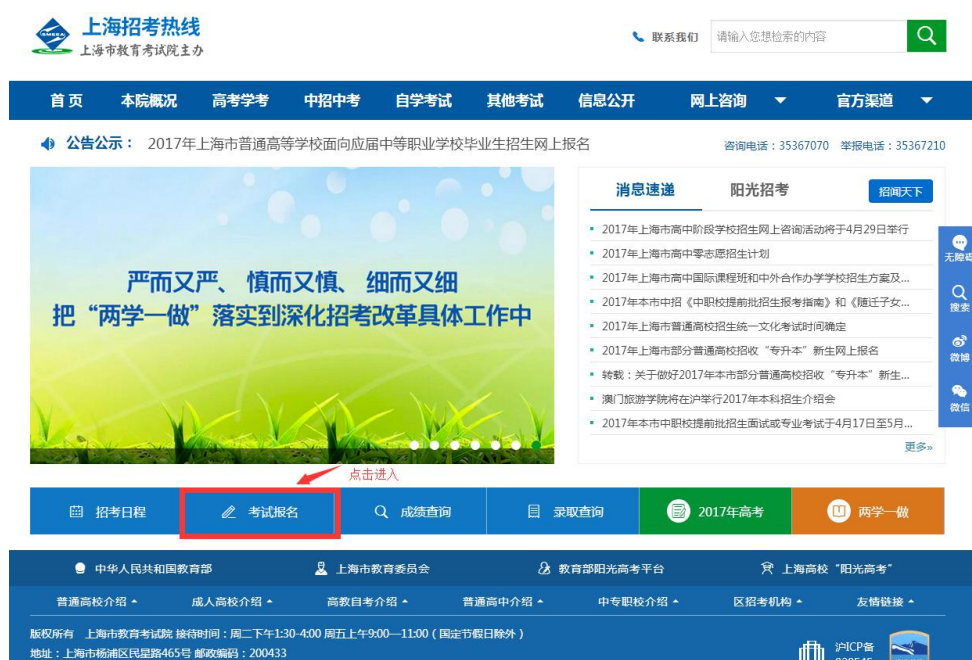 上海招考热线
上海市教育考试院主办
联系我们 请输入您想检索的内容
首页 本院概况 高考学考 中招中考 自学考试 其他考试 信息公开 网上咨询 官方渠道
公告公示： 2017年上海市普通高等学校面向应届中等职业学校毕业生招生网上报名 咨询电话：35367070 举报电话：35367210
严而又严、 慎而又慎、 细而又细
把“两学一做”落实到深化招考改革具体工作中
消息速递 阳光招考 招闻天下
2017年上海市高中阶段学校招生网上咨询活动将于4月29日举行
2017年上海市高中零志愿招生计划
2017年上海市高中国际课程班和中外合作办学学校招生方案及...
2017年本市中招《中职校提前批招生报考指南》和《随迁子女...
2017年上海市普通高校招生统一文化考试时间确定
2017年上海市部分普通高校招收“专升本”新生网上报名
转载：关于做好2017年本市部分普通高校招收“专升本”新生...
澳门旅游学院将在沪举行2017年本科招生介绍会
2017年本市中职校提前批招生面试或专业考试于4月17日至5月...
更多»
无障碍
搜索
微博
微信
点击进入
招考日程 考试报名 成绩查询 录取查询 2017年高考 两学一做
中华人民共和国教育部 上海市教育委员会 教育部阳光高考平台 上海高校“阳光高考”
普通高校介绍 成人高校介绍 高教自考介绍 普通高中介绍 中专职校介绍 区招考机构 友情链接
版权所有 上海市教育考试院 接待时间：周二下午1:30-4:00 周五上午9:00—11:00（国定节假日除外）
地址：上海市杨浦区民星路465号 邮政编码：200433
沪ICP备